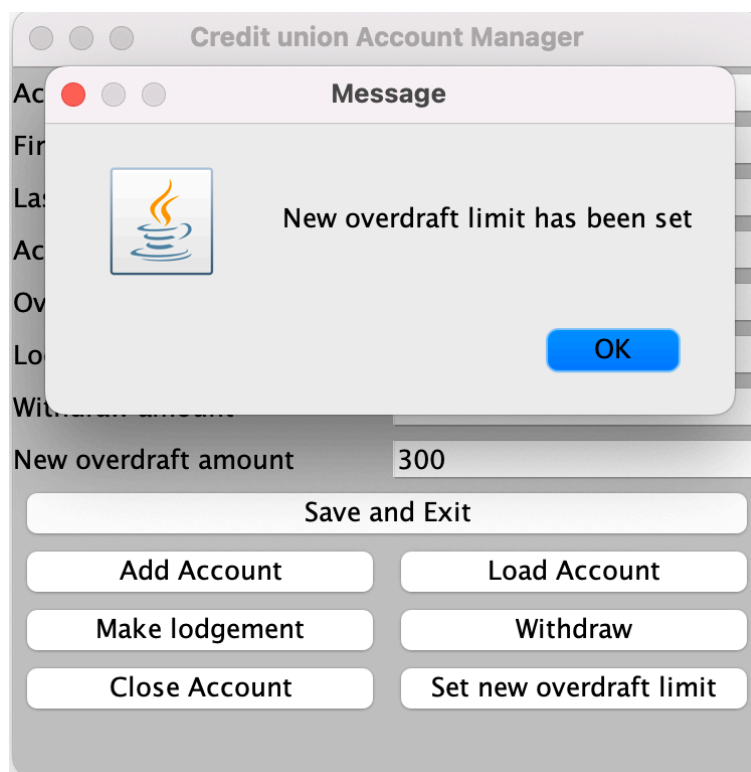 Credit union Account Manager
Message
New overdraft limit has been set
OK
New overdraft amount
300
Save and Exit
Add Account
Load Account
Make lodgement
Withdraw
Close Account
Set new overdraft limit